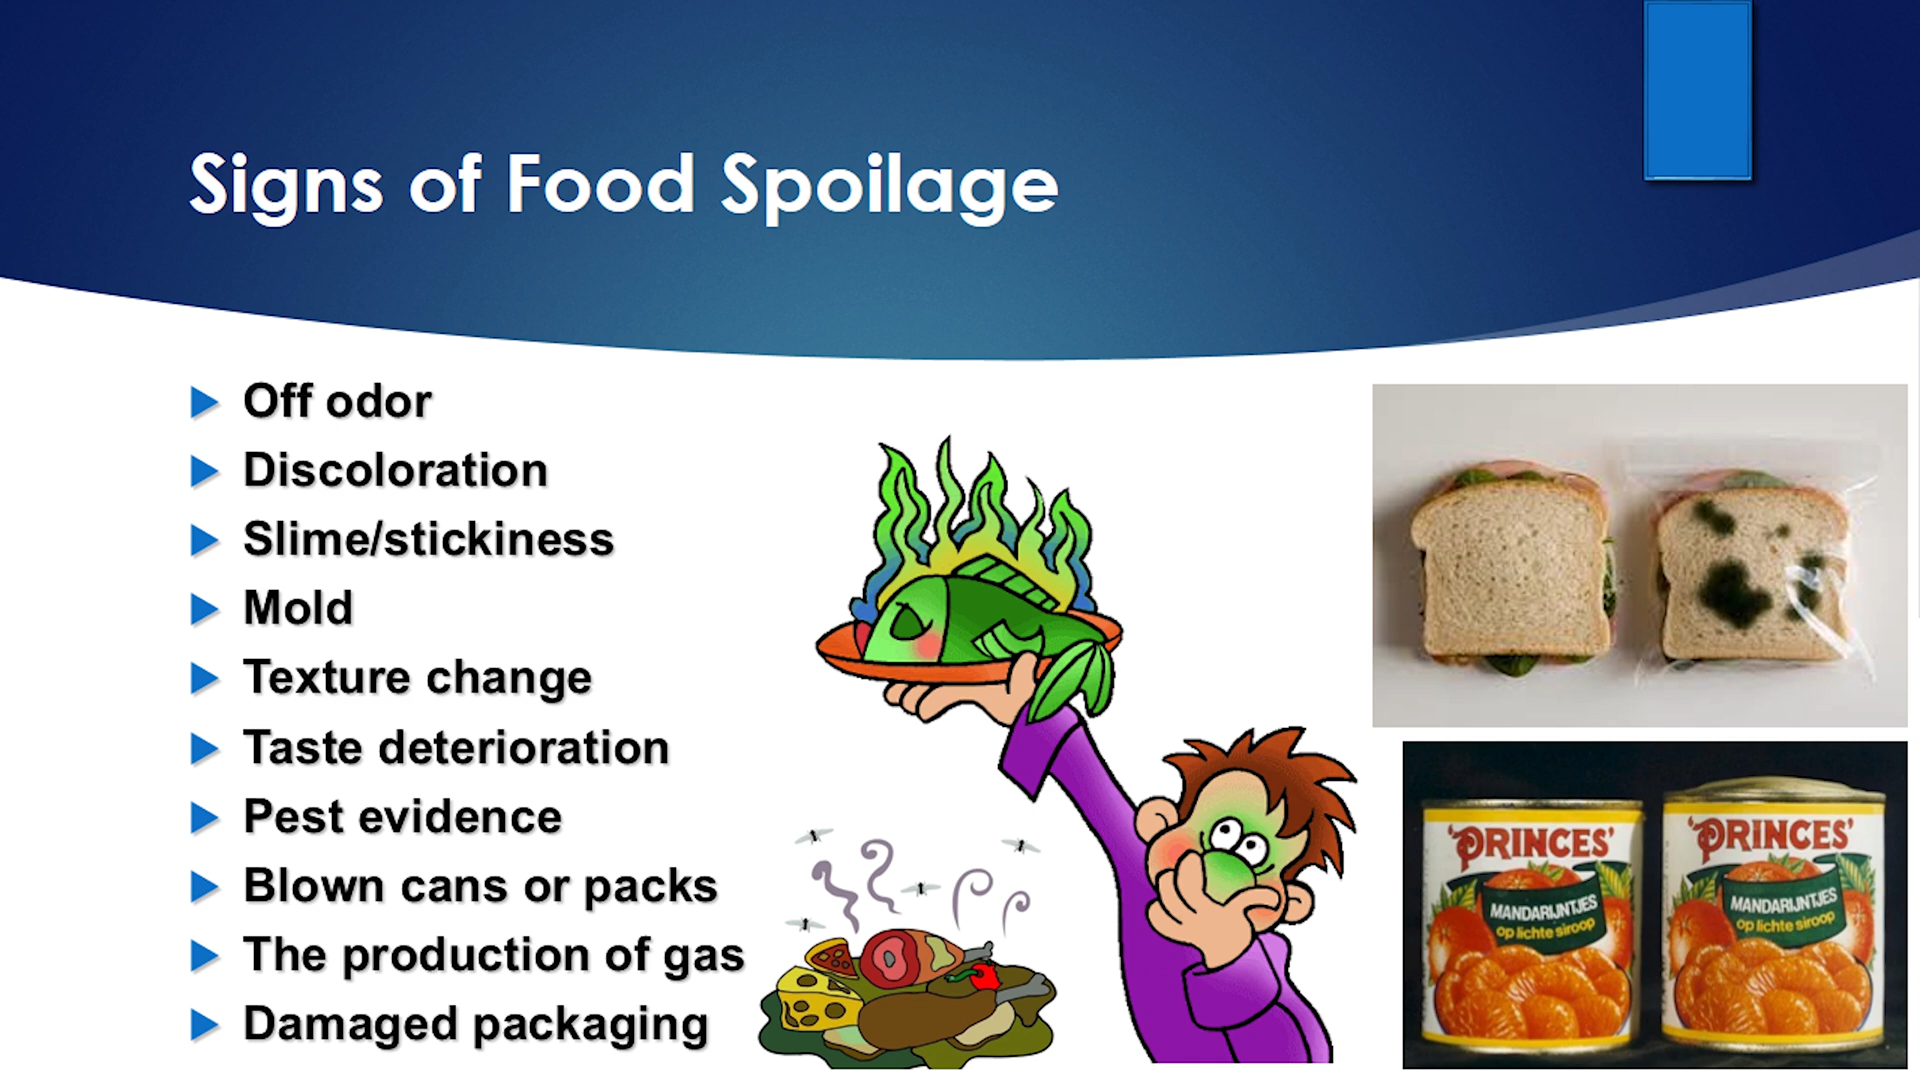 Signs of Food Spoilage
Off odor
Discoloration
Slime/stickiness
Mold
Texture change
Taste deterioration
Pest evidence
Blown cans or packs
The production of gas
Damaged packaging
'PRINCES'
MANDARIJNTJES
op lichte siroop
'PRINCES'
MANDARIJNTJES
op lichte siroop